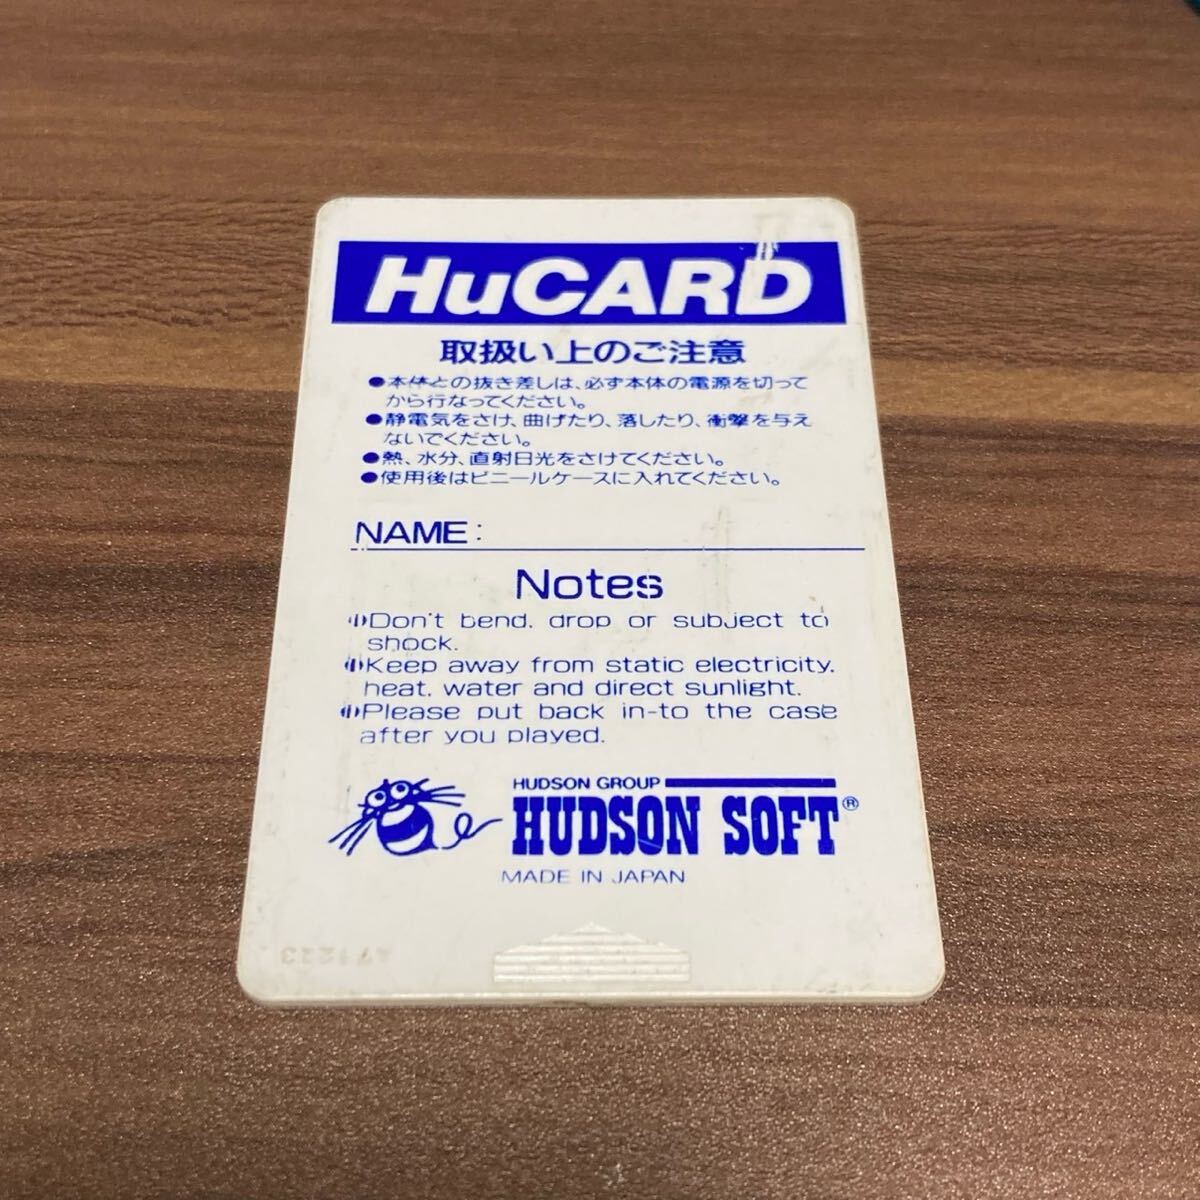 HuCARD
取扱い上のご注意
●本体との抜き差しは、必ず本体の電源を切って
から行なってください。
●静電気をさけ、曲げたり、落したり、衝撃を与え
ないでください。
●熱、水分、直射日光をさけてください。
●使用後はビニールケースに入れてください。
NAME:
Notes
●Don't bend, drop or subject to
shock.
●Keep away from static electricity,
heat, water and direct sunlight.
●Please put back in-to the case
after you played.
HUDSON GROUP
HUDSON SOFT®
MADE IN JAPAN